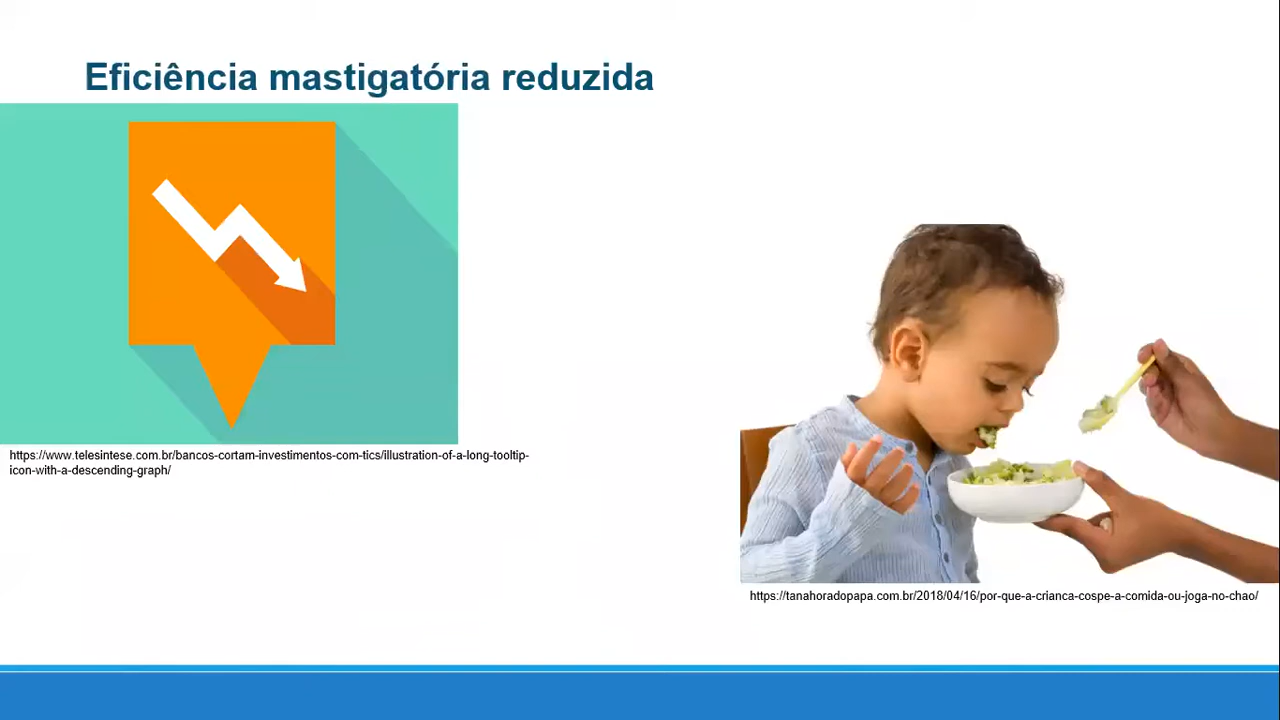 Eficiência mastigatória reduzida
https://www.telesintese.com.br/bancos-cortam-investimentos-com-tics/illustration-of-a-long-tooltip-
icon-with-a-descending-graph/
https://tanahoradopapa.com.br/2018/04/16/por-que-a-crianca-cospe-a-comida-ou-joga-no-chao/